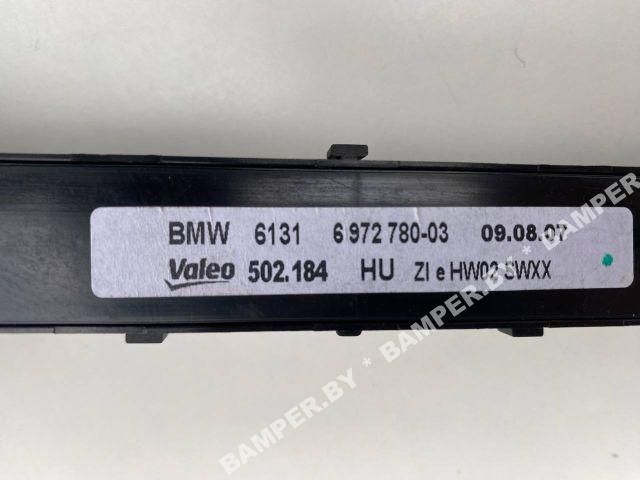 BMW 6131 6 972 780-03 09.08.07
Valeo 502.184 HU ZI e HW02 SWXX
BAMPER.BY * BAMPER.BY * BAMPER.BY